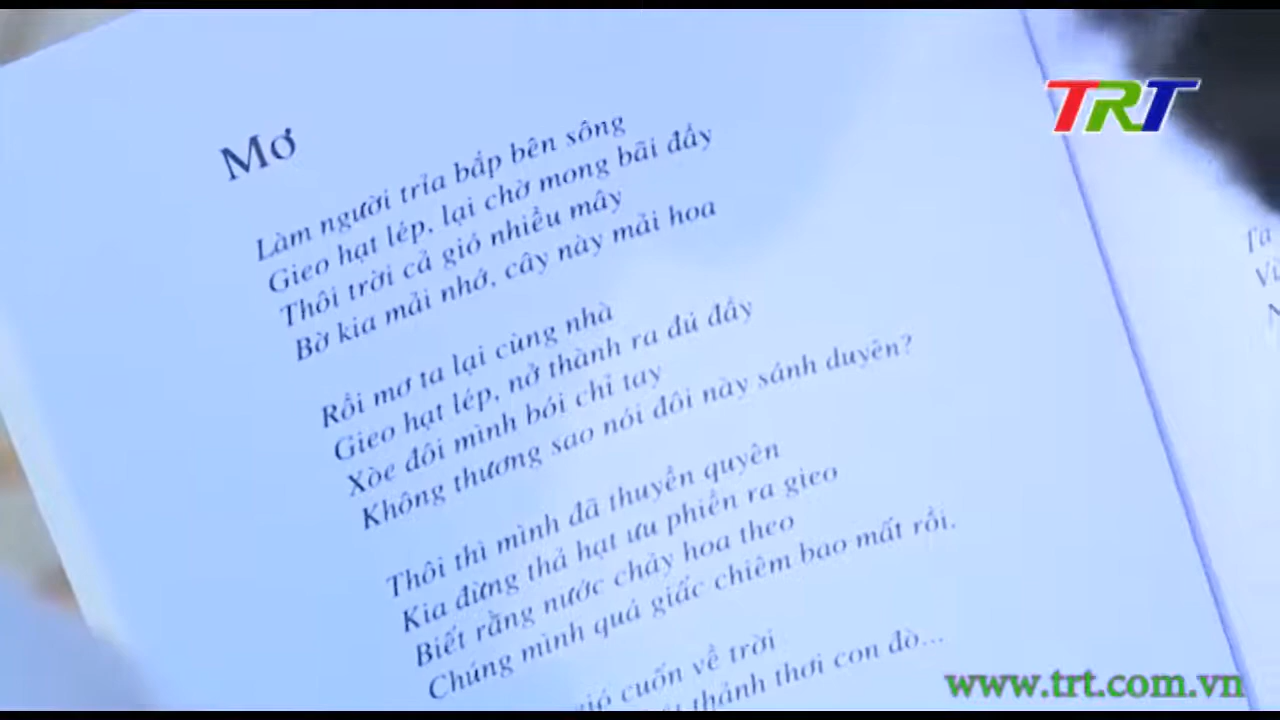 TRT
Mơ
Làm người trỉa bắp bên sông
Gieo hạt lép, lại chờ mong bãi đầy
Thôi trời cả gió nhiều mây
Bờ kia mải nhớ, cây này mải hoa
Rồi mơ ta lại cùng nhà
Gieo hạt lép, nở thành ra đủ đầy
Xòe đôi mình bói chỉ tay
Không thương sao nói đôi này sánh duyên?
Thôi thì mình đã thuyền quyên
Kia đừng thả hạt ưu phiền ra gieo
Biết rằng nước chảy hoa theo
Chúng mình quá giấc chiêm bao mất rồi.
gió cuốn về trời
thảnh thơi con đò...
Ta
www.trt.com.vn